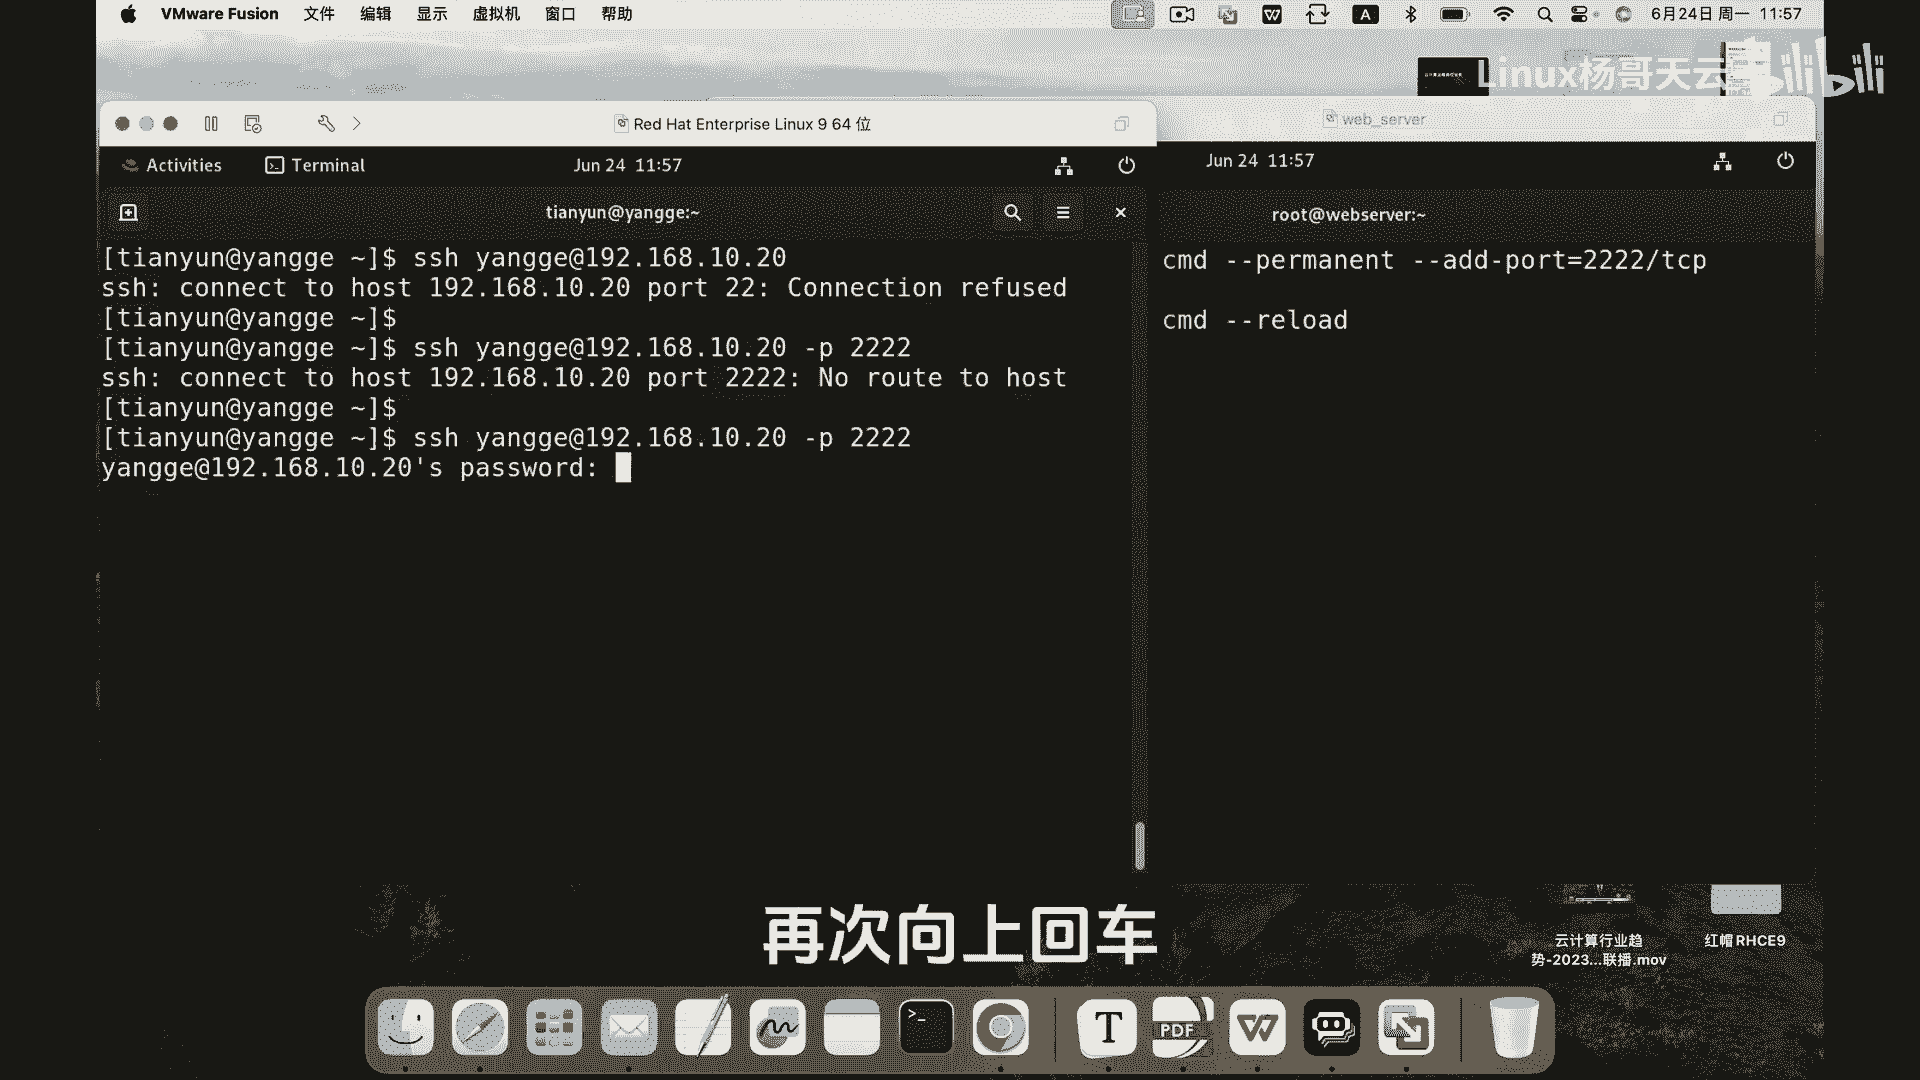 VMware Fusion 文件 编辑 显示 虚拟机 窗口 帮助
A
6月24日 周一 11:57
Linux杨哥天云
bilibili
Red Hat Enterprise Linux 9 64 位
web_server
Activities Terminal Jun 24 11:57
Jun 24 11:57
tianyun@yangge:~
root@webserver:~
[tianyun@yangge ~]$ ssh yangge@192.168.10.20
ssh: connect to host 192.168.10.20 port 22: Connection refused
[tianyun@yangge ~]$
[tianyun@yangge ~]$ ssh yangge@192.168.10.20 -p 2222
ssh: connect to host 192.168.10.20 port 2222: No route to host
[tianyun@yangge ~]$
[tianyun@yangge ~]$ ssh yangge@192.168.10.20 -p 2222
yangge@192.168.10.20's password:
cmd --permanent --add-port=2222/tcp
cmd --reload
再次向上回车
云计算行业趋
势-2023...联播.mov
红帽RHCE9
>_
T
PDF
W